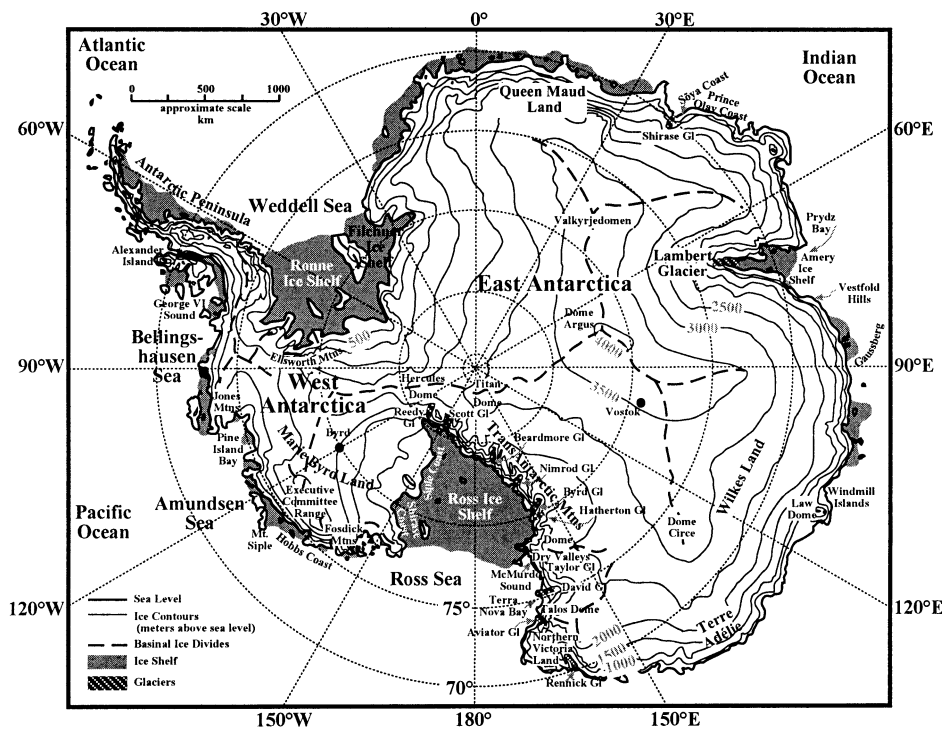 30°W
0°
30°E
Atlantic
Ocean
Indian
Ocean
0
500
1000
approximate scale
km
Queen Maud
Land
Sōya Coast
Prince
Olav Coast
Shirase Gl
60°W
60°E
Antarctic Peninsula
Weddell Sea
Filchner
Ice
Shelf
Ronne
Ice Shelf
Valkyrjedomen
Prydz
Bay
Alexander
Island
Lambert
Glacier
Amery
Ice
Shelf
East Antarctica
Vestfold
Hills
George VI
Sound
2500
3000
Dome
Argus
4000
Gaussberg
Bellings-
hausen
Sea
500
Ellsworth Mtns
90°W
90°E
West
Antarctica
Hercules
Dome
Titan
Dome
3500
Vostok
Jones
Mtns
Reedy
Gl
Scott Gl
Pine
Island
Bay
Byrd
Marie Byrd Land
TransAntarctic Mtns
Beardmore Gl
Nimrod Gl
Byrd Gl
Hatherton Gl
Wilkes Land
Amundsen
Sea
Executive
Committee
Range
Siple Coast
Shirase
Coast
Ross Ice
Shelf
Windmill
Islands
Law
Dome
Pacific
Ocean
Mt.
Siple
Fosdick
Mtns
Hobbs Coast
Dome
Circe
Dome
Dry Valleys
Taylor Gl
Ross Sea
McMurdo
Sound
David Gl
120°W
120°E
Sea Level
Ice Contours
(meters above sea level)
Basinal Ice Divides
Ice Shelf
Glaciers
75°
Terra
Nova Bay
Talos Dome
Terre
Adélie
Aviator Gl
Northern
Victoria
Land
2000
1500
1000
Rennick Gl
70°
150°W
180°
150°E